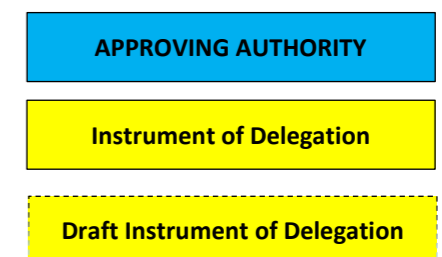 APPROVING AUTHORITY
Instrument of Delegation
Draft Instrument of Delegation